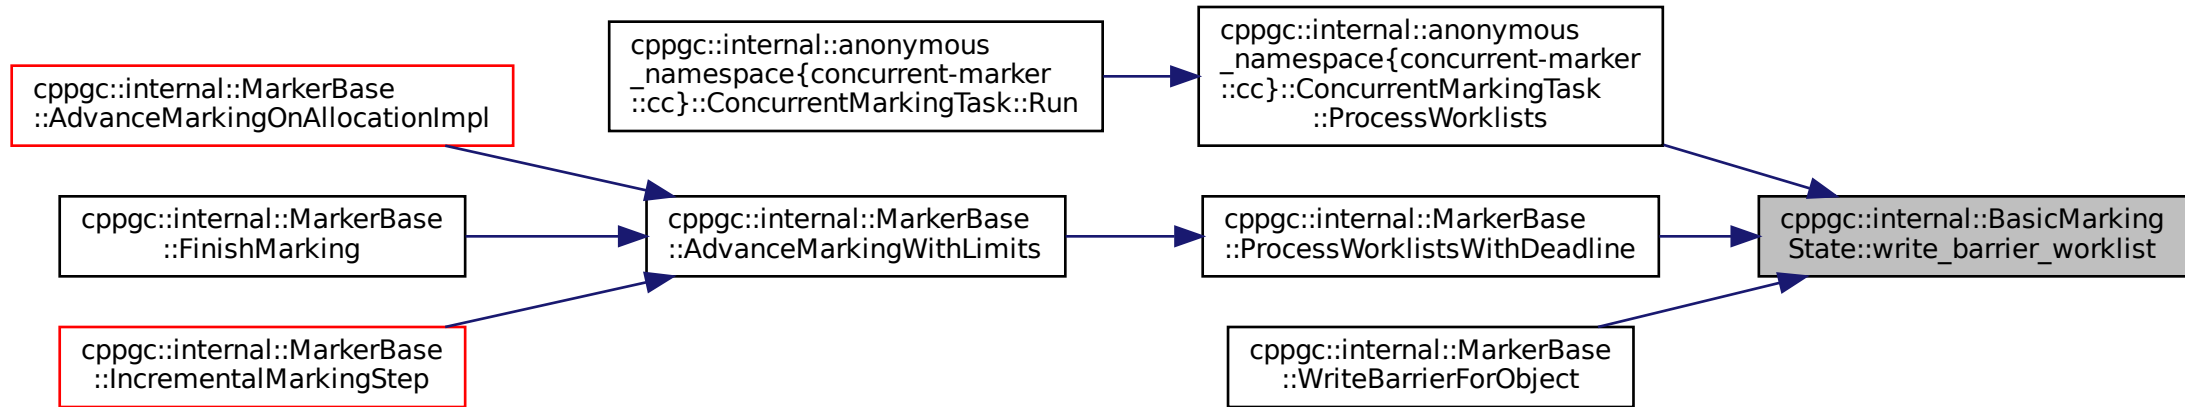 cppgc::internal::MarkerBase
::AdvanceMarkingOnAllocationImpl
cppgc::internal::MarkerBase
::FinishMarking
cppgc::internal::MarkerBase
::IncrementalMarkingStep
cppgc::internal::anonymous
_namespace{concurrent-marker
::cc}::ConcurrentMarkingTask::Run
cppgc::internal::MarkerBase
::AdvanceMarkingWithLimits
cppgc::internal::anonymous
_namespace{concurrent-marker
::cc}::ConcurrentMarkingTask
::ProcessWorklists
cppgc::internal::MarkerBase
::ProcessWorklistsWithDeadline
cppgc::internal::MarkerBase
::WriteBarrierForObject
cppgc::internal::BasicMarking
State::write_barrier_worklist